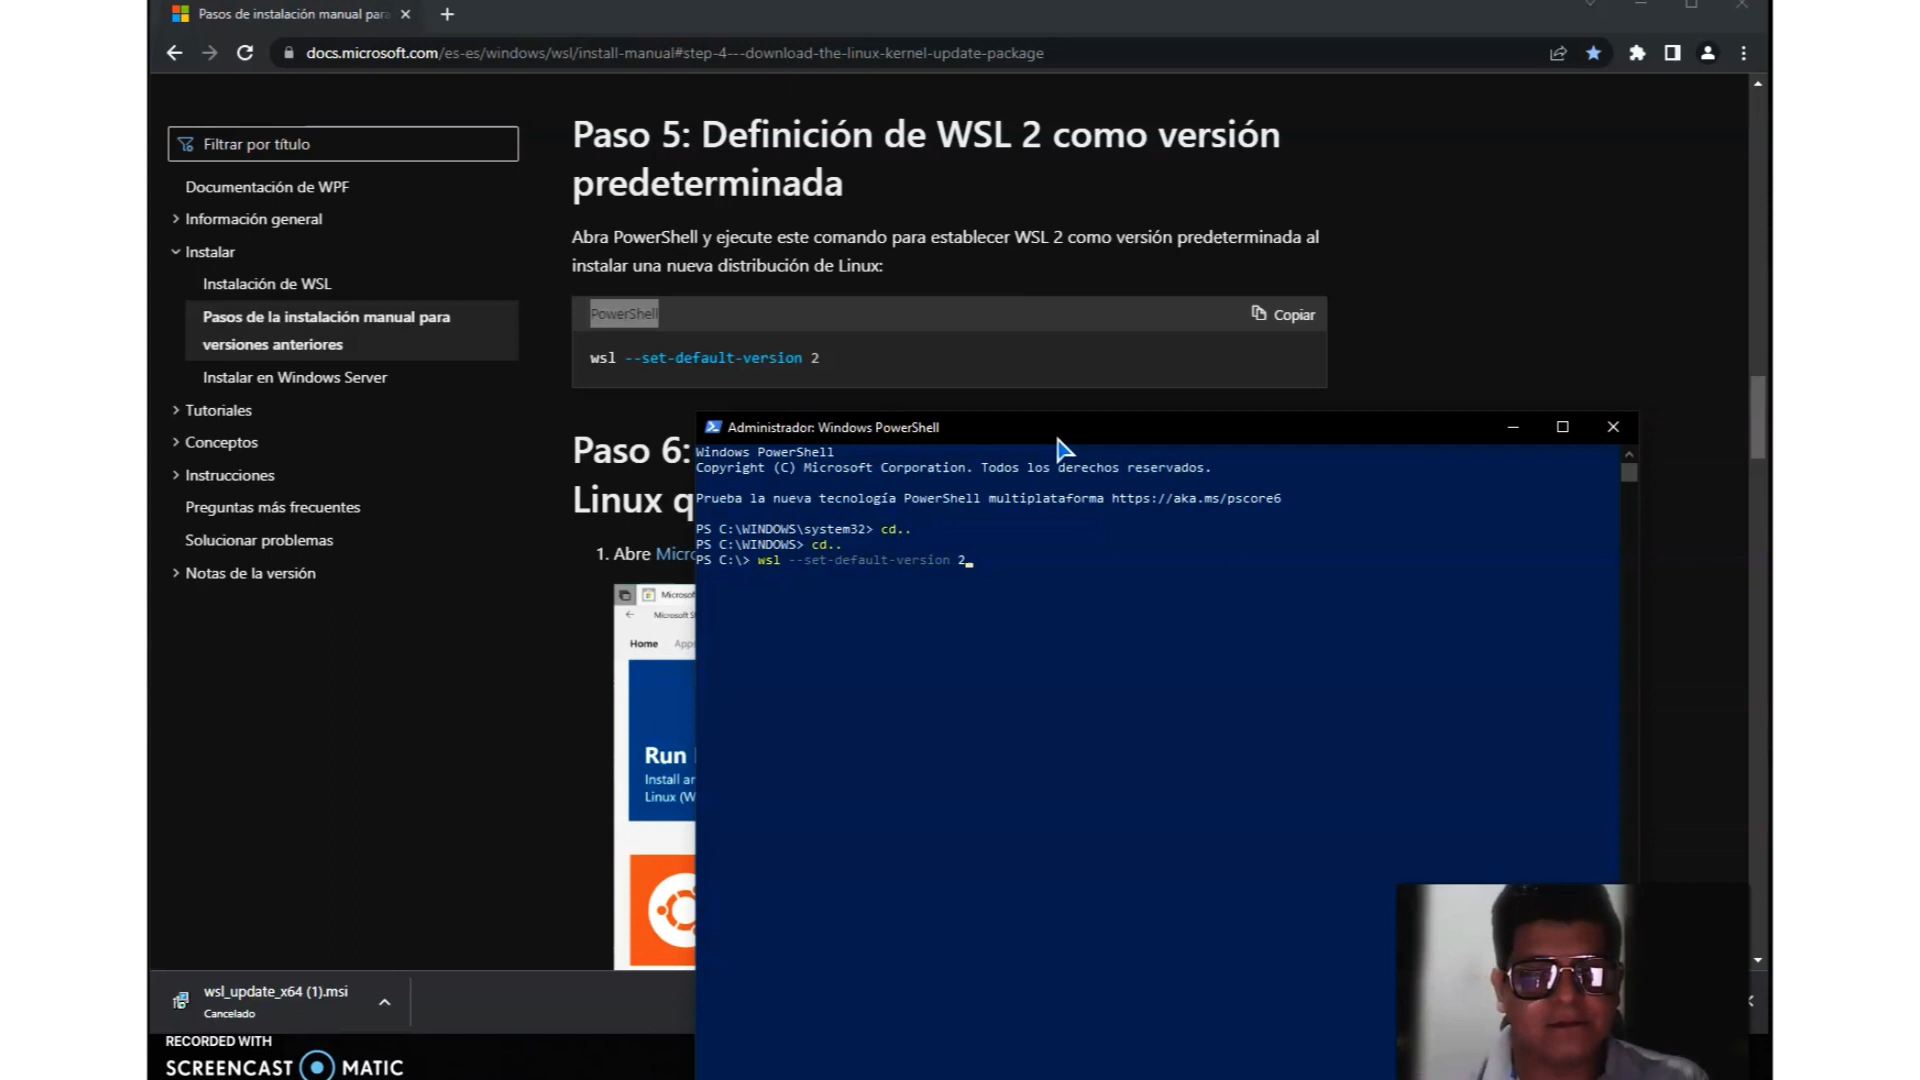 Pasos de instalación manual para
docs.microsoft.com/es-es/windows/wsl/install-manual#step-4---download-the-linux-kernel-update-package
Filtrar por título
Documentación de WPF
Información general
Instalar
Instalación de WSL
Pasos de la instalación manual para
versiones anteriores
Instalar en Windows Server
Tutoriales
Conceptos
Instrucciones
Preguntas más frecuentes
Solucionar problemas
Notas de la versión
Paso 5: Definición de WSL 2 como versión
predeterminada
Abra PowerShell y ejecute este comando para establecer WSL 2 como versión predeterminada al
instalar una nueva distribución de Linux:
PowerShell
Copiar
wsl --set-default-version 2
Paso 6:
Linux q
1. Abre Micro
Microsof
Microsoft S
Home App
Run
Install an
Linux (W
Administrador: Windows PowerShell
Windows PowerShell
Copyright (C) Microsoft Corporation. Todos los derechos reservados.
Prueba la nueva tecnología PowerShell multiplataforma https://aka.ms/pscore6
PS C:\WINDOWS\system32> cd..
PS C:\WINDOWS> cd..
PS C:\> wsl --set-default-version 2
wsl_update_x64 (1).msi
Cancelado
RECORDED WITH
SCREENCAST MATIC